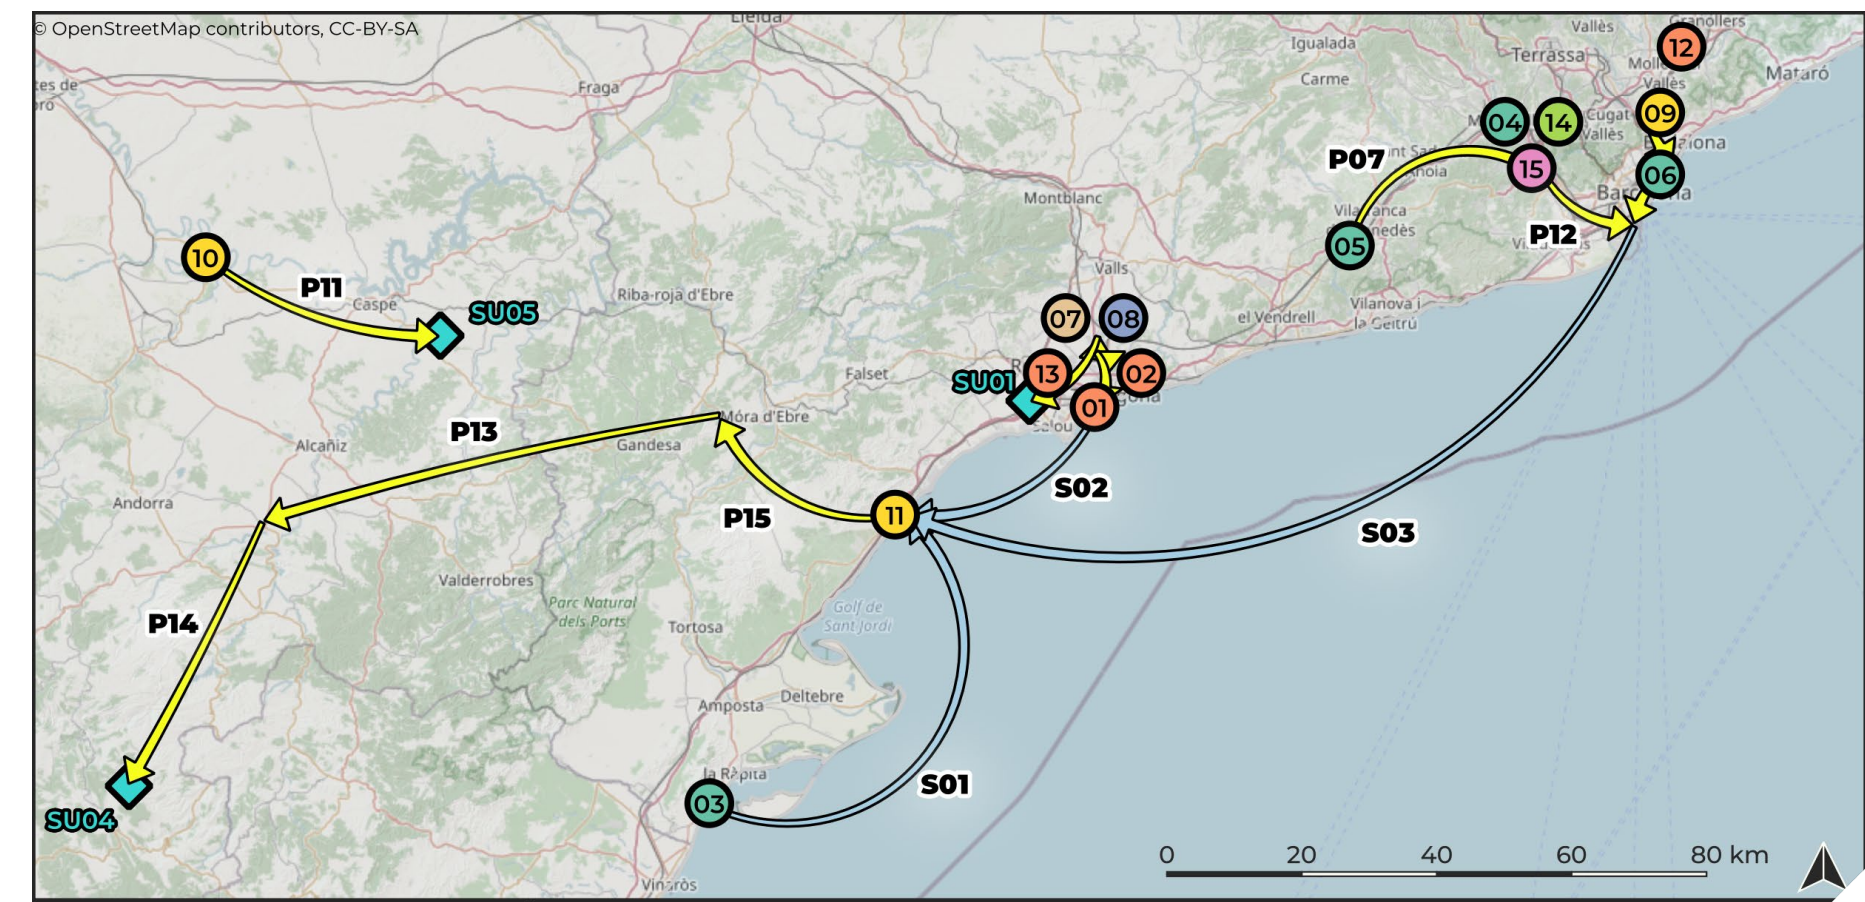 © OpenStreetMap contributors, CC-BY-SA
Lleida
Granollers
Vallès
12
Igualada
Terrassa
Carme
Mataró
Fraga
Vallès
09
04
14
Cugat
Vallès
P07
15
06
Montblanc
05
P12
10
Valls
P11
Caspe
SU05
Riba-roja d'Ebre
07
08
el Vendrell
Vilanova i
la Geltrú
SU01
13
02
Falset
01
Salou
Móra d'Ebre
P13
Alcañiz
Gandesa
S02
Andorra
P15
11
S03
Valderrobres
Parc Natural
dels Ports
Golf de
Sant Jordi
P14
Tortosa
Deltebre
Amposta
la Ràpita
S01
03
SU04
0 20 40 60 80 km
Vinaròs